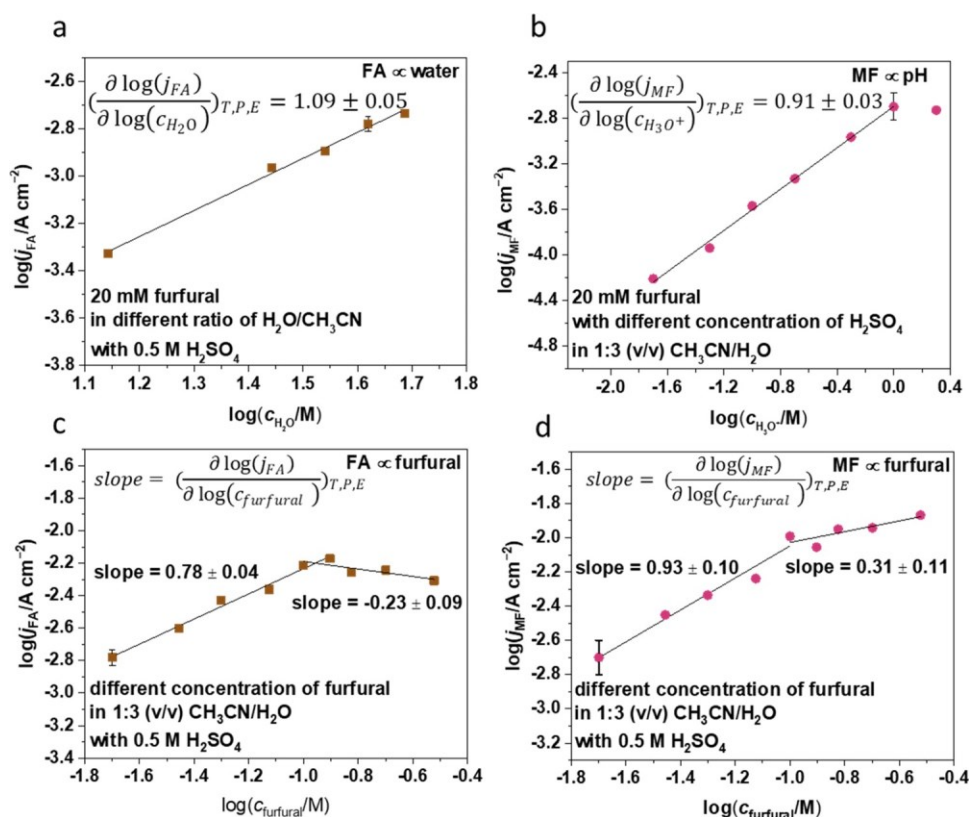 a
FA ∝ water
(∂ log(j_FA) / ∂ log(c_H₂O))_T,P,E = 1.09 ± 0.05
-2.6
-2.8
-3.0
-3.2
-3.4
-3.6
-3.8
log(j_FA/A cm⁻²)
20 mM furfural
in different ratio of H₂O/CH₃CN
with 0.5 M H₂SO₄
1.1 1.2 1.3 1.4 1.5 1.6 1.7 1.8
log(c_H₂O/M)
b
MF ∝ pH
(∂ log(j_MF) / ∂ log(c_H₃O⁺))_T,P,E = 0.91 ± 0.03
-2.4
-2.8
-3.2
-3.6
-4.0
-4.4
-4.8
log(j_MF/A cm⁻²)
20 mM furfural
with different concentration of H₂SO₄
in 1:3 (v/v) CH₃CN/H₂O
-2.0 -1.6 -1.2 -0.8 -0.4 0.0 0.4
log(c_H₃O⁺/M)
c
FA ∝ furfural
slope = (∂ log(j_FA) / ∂ log(c_furfural))_T,P,E
-1.6
-1.8
-2.0
-2.2
-2.4
-2.6
-2.8
-3.0
-3.2
-3.4
log(j_FA/A cm⁻²)
slope = 0.78 ± 0.04
slope = -0.23 ± 0.09
different concentration of furfural
in 1:3 (v/v) CH₃CN/H₂O
with 0.5 M H₂SO₄
-1.8 -1.6 -1.4 -1.2 -1.0 -0.8 -0.6 -0.4
log(c_furfural/M)
d
MF ∝ furfural
slope = (∂ log(j_MF) / ∂ log(c_furfural))_T,P,E
-1.6
-1.8
-2.0
-2.2
-2.4
-2.6
-2.8
-3.0
-3.2
log(j_MF/A cm⁻²)
slope = 0.93 ± 0.10
slope = 0.31 ± 0.11
different concentration of furfural
in 1:3 (v/v) CH₃CN/H₂O
with 0.5 M H₂SO₄
-1.8 -1.6 -1.4 -1.2 -1.0 -0.8 -0.6 -0.4
log(c_furfural/M)